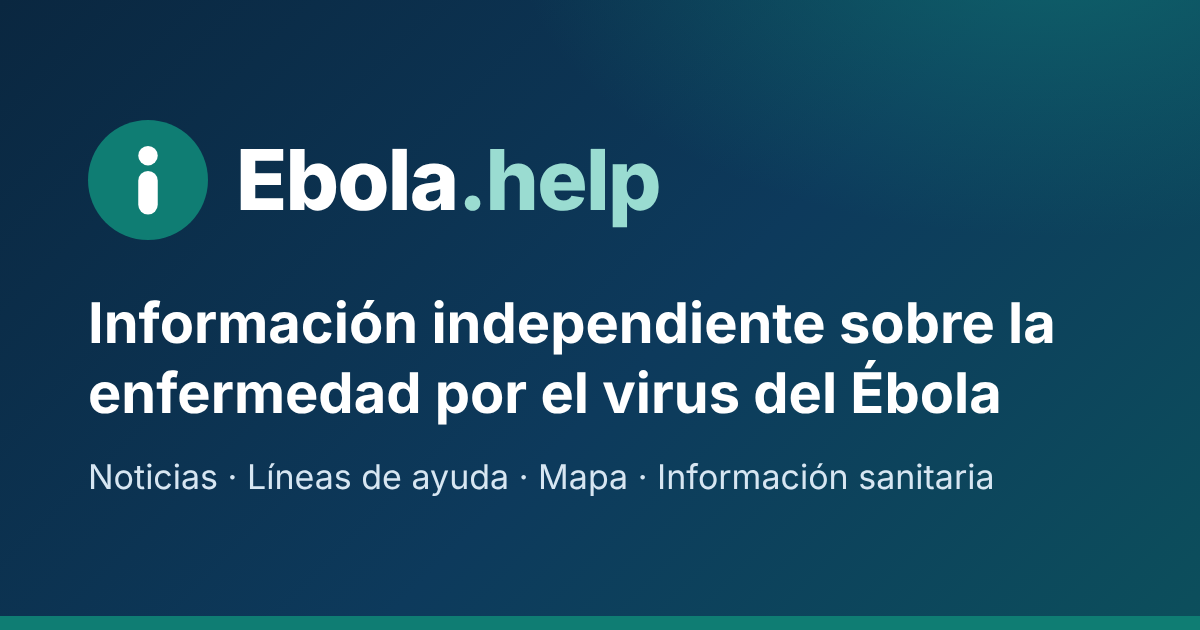 Ebola.help
Información independiente sobre la
enfermedad por el virus del Ébola
Noticias · Líneas de ayuda · Mapa · Información sanitaria